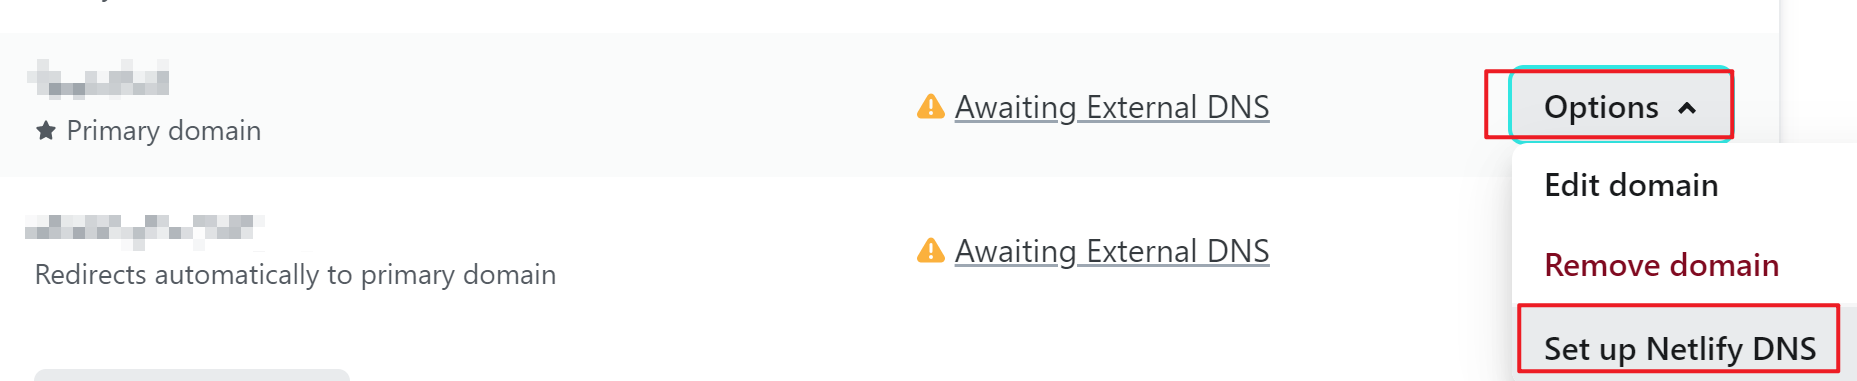 Awaiting External DNS
Options
Primary domain
Edit domain
Awaiting External DNS
Remove domain
Redirects automatically to primary domain
Set up Netlify DNS